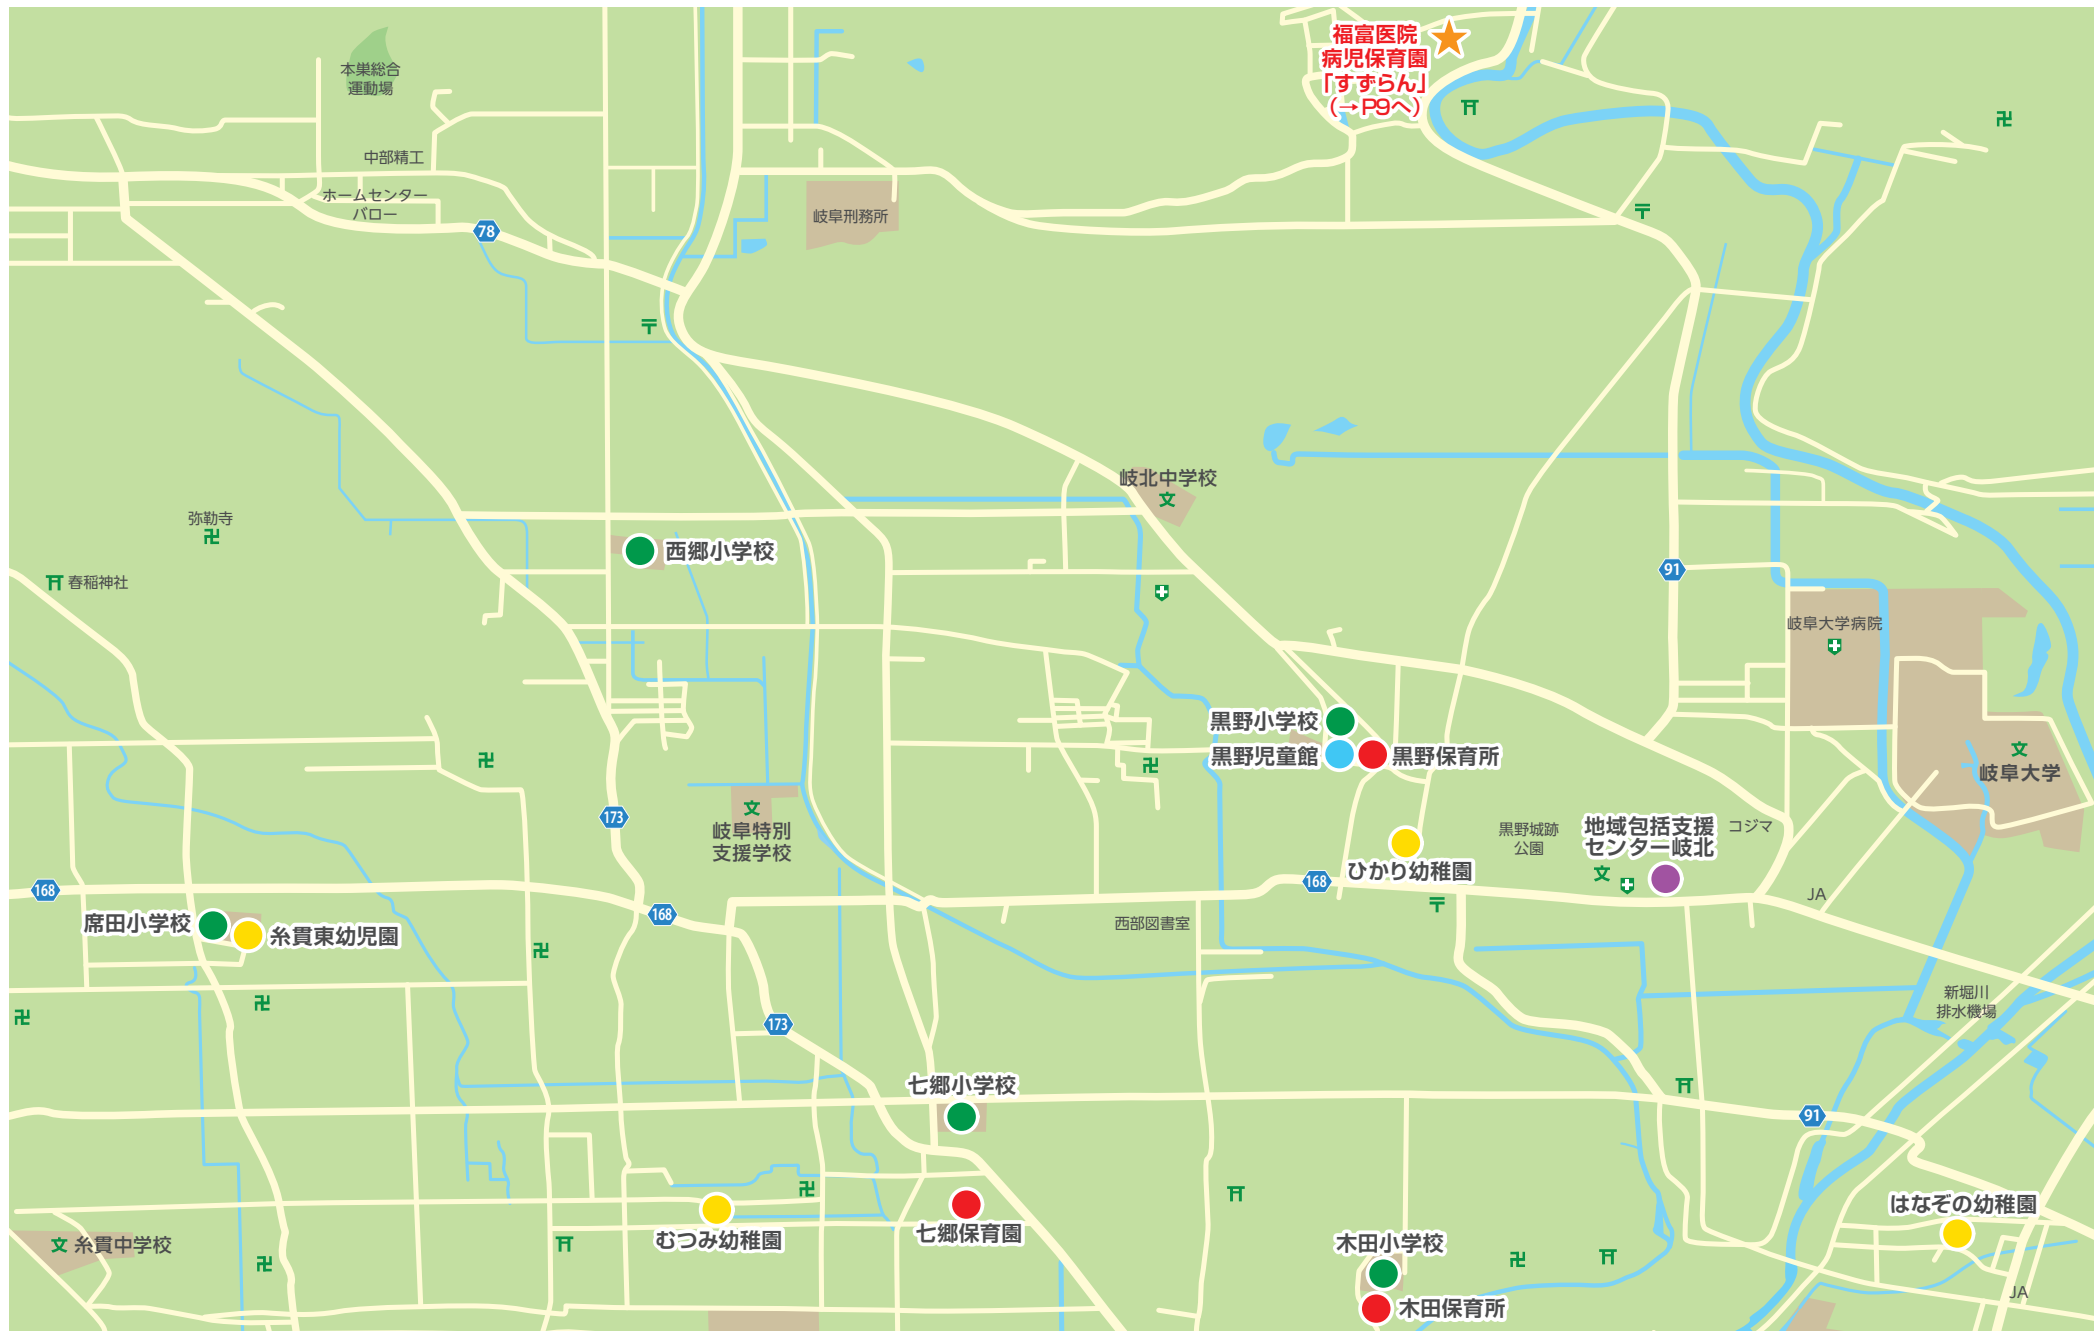 福富医院
病児保育園
「すずらん」
(→P9へ)
本巣総合
運動場
中部精工
ホームセンター
バロー
78
岐阜刑務所
岐北中学校
文
弥勒寺
西郷小学校
春稲神社
91
岐阜大学病院
黒野小学校
黒野児童館
黒野保育所
文
岐阜大学
173
文
岐阜特別
支援学校
黒野城跡
公園
地域包括支援
センター岐北
コジマ
文
ひかり幼稚園
168
168
168
JA
席田小学校
糸貫東幼児園
西部図書室
新堀川
排水機場
173
七郷小学校
91
むつみ幼稚園
七郷保育園
はなぞの幼稚園
文 糸貫中学校
木田小学校
木田保育所
JA